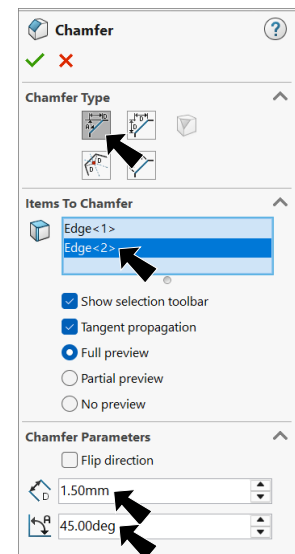 Chamfer
?
Chamfer Type
Items To Chamfer
Edge<1>
Edge<2>
Show selection toolbar
Tangent propagation
Full preview
Partial preview
No preview
Chamfer Parameters
Flip direction
D
1.50mm
A
45.00deg